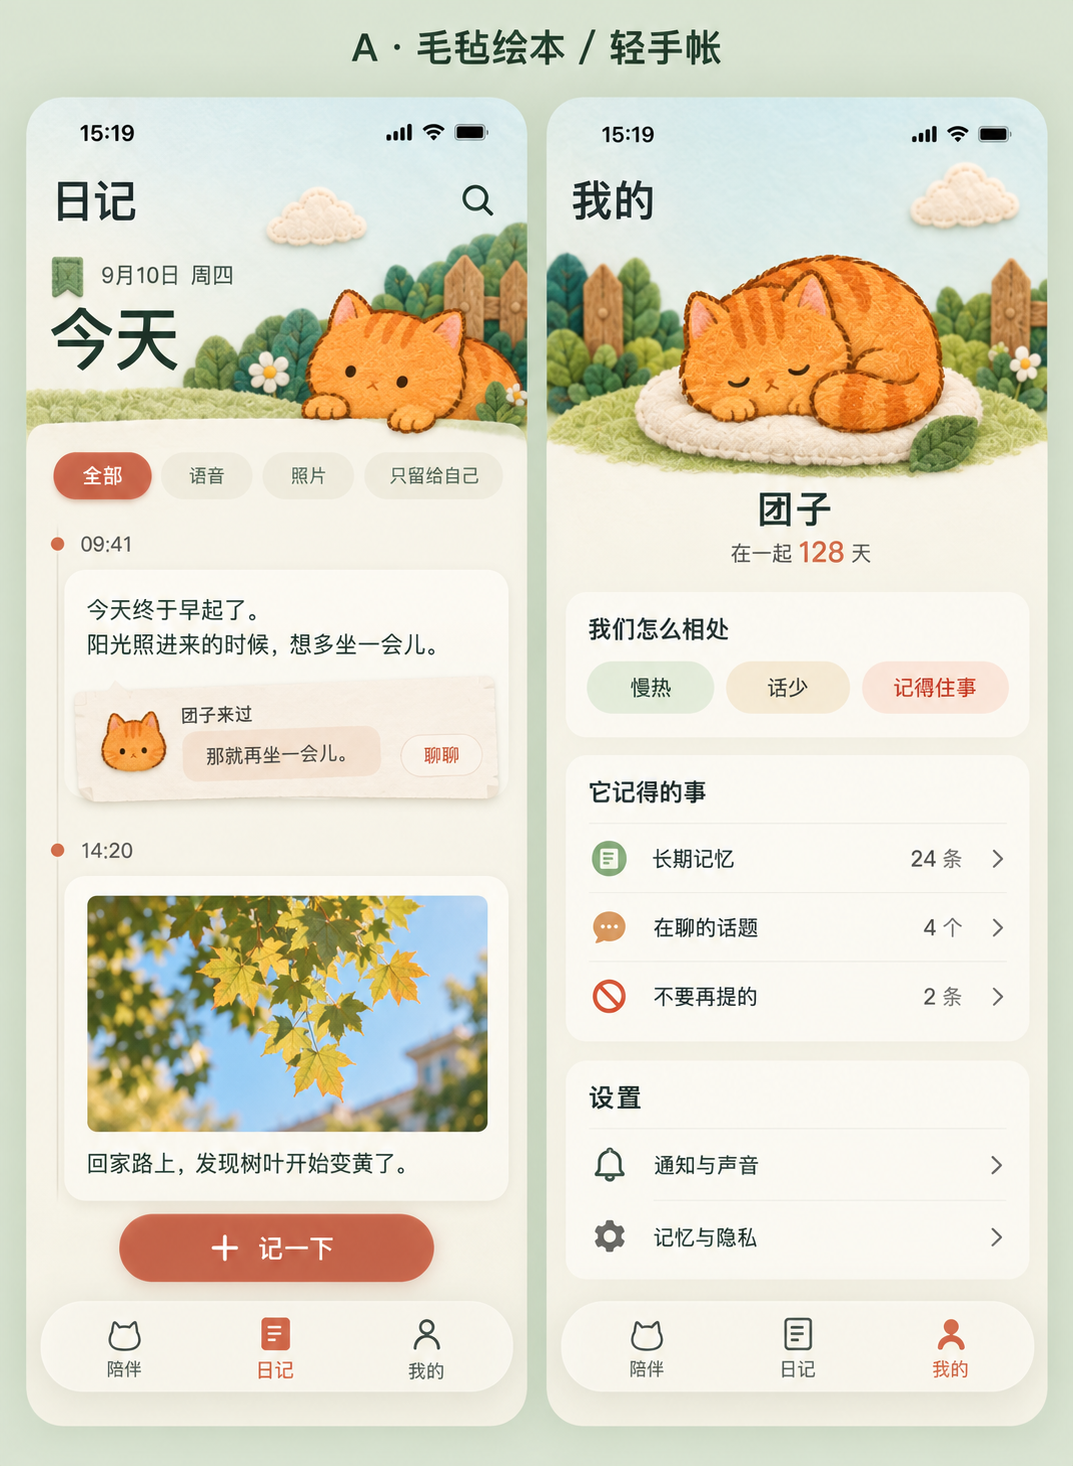 A · 毛毡绘本 / 轻手帐
15:19
日记
9月10日 周四
今天
全部 语音 照片 只留给自己
09:41
今天终于早起了。
阳光照进来的时候，想多坐一会儿。
团子来过
那就再坐一会儿。 聊聊
14:20
回家路上，发现树叶开始变黄了。
＋ 记一下
陪伴 日记 我的
15:19
我的
团子
在一起 128 天
我们怎么相处
慢热 话少 记得住事
它记得的事
长期记忆 24 条
在聊的话题 4 个
不要再提的 2 条
设置
通知与声音
记忆与隐私
陪伴 日记 我的